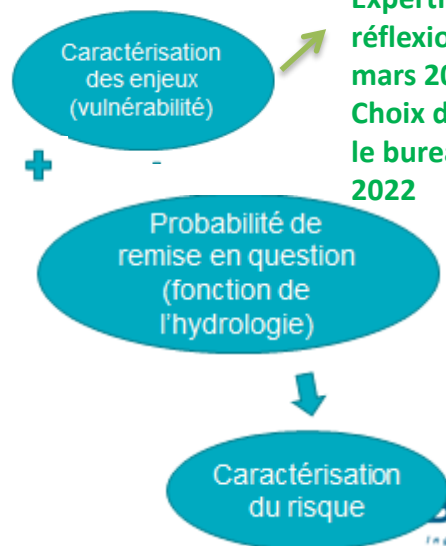 Caractérisation
des enjeux
(vulnérabilité)
réflexio
mars 20
Choix d
le burea
2022
Probabilité de
remise en question
(fonction de
l'hydrologie)
Caractérisation
du risque